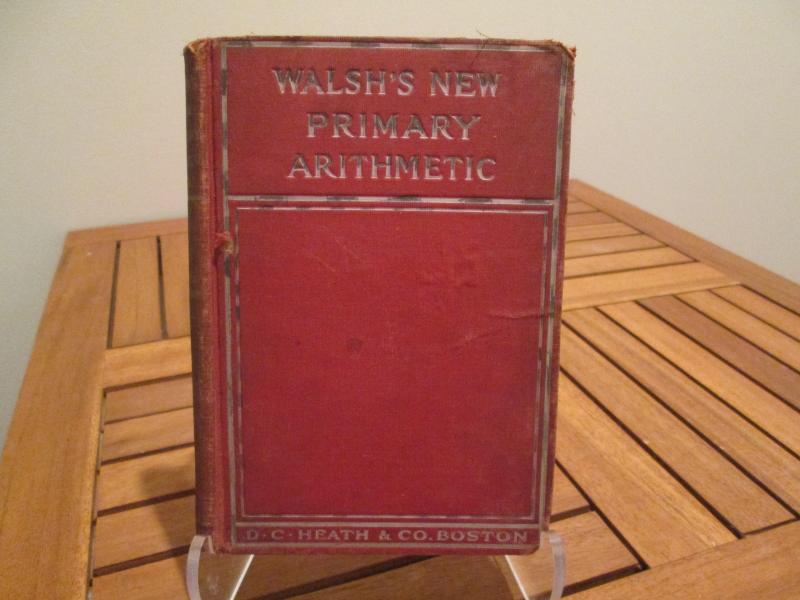 WALSH'S NEW
PRIMARY
ARITHMETIC
D·C·HEATH & CO. BOSTON